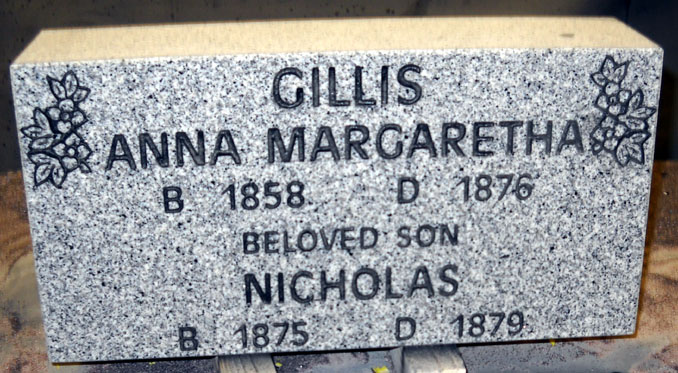 GILLIS
ANNA MARGARETHA
B 1858 D 1876
BELOVED SON
NICHOLAS
B 1875 D 1879